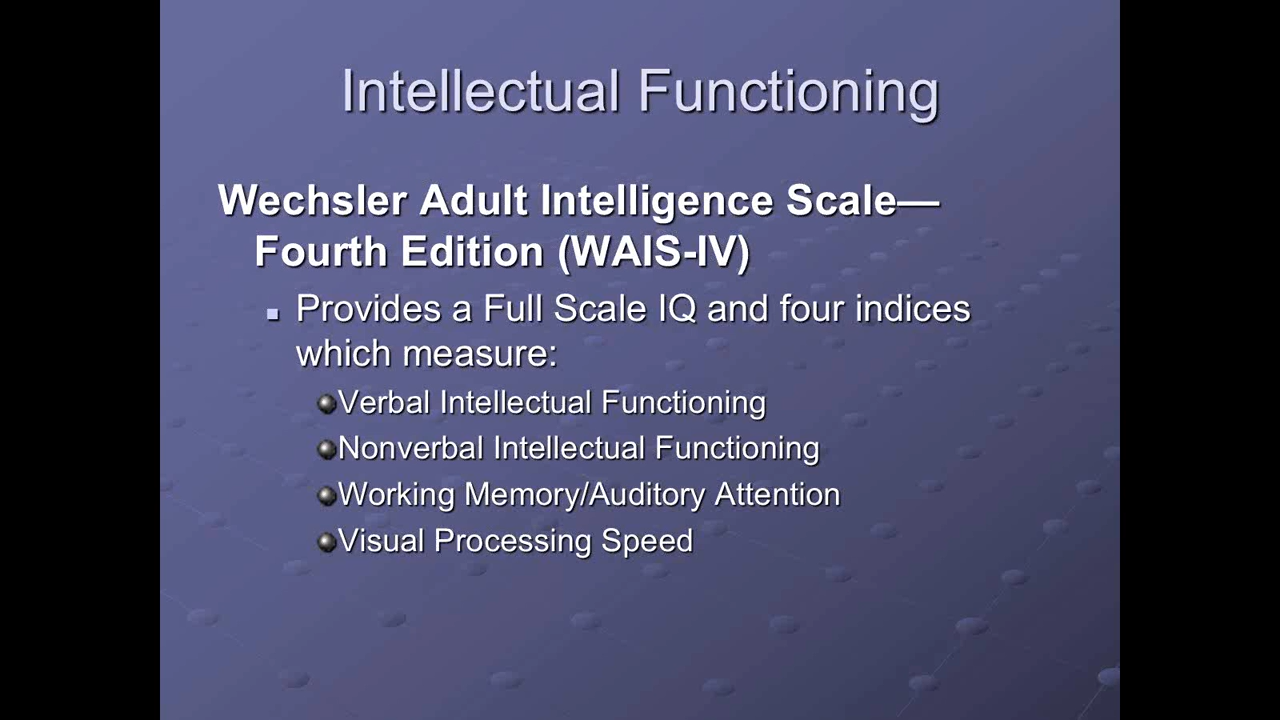 Intellectual Functioning
Wechsler Adult Intelligence Scale—
Fourth Edition (WAIS-IV)
Provides a Full Scale IQ and four indices
which measure:
Verbal Intellectual Functioning
Nonverbal Intellectual Functioning
Working Memory/Auditory Attention
Visual Processing Speed